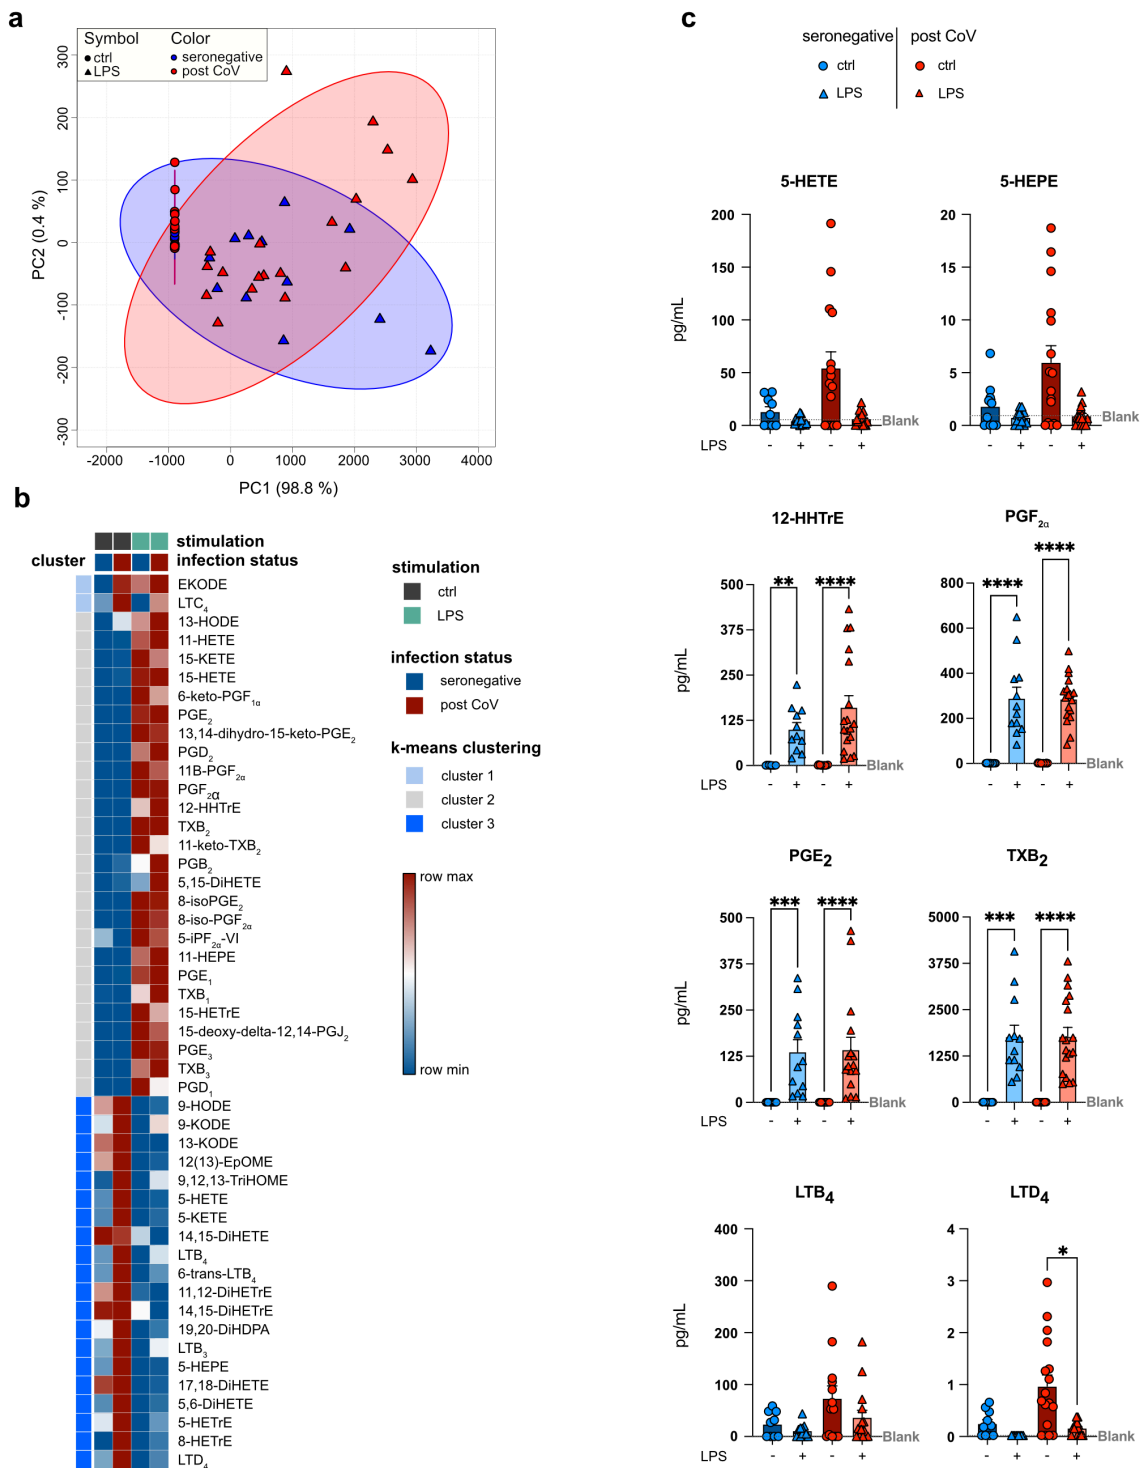 a
Symbol Color
ctrl seronegative
LPS post CoV
300
200
100
0
-100
-200
-300
PC2 (0.4 %)
-2000 -1000 0 1000 2000 3000 4000
PC1 (98.8 %)
b
stimulation
cluster infection status
EKODE
LTC4
13-HODE
11-HETE
15-KETE
15-HETE
6-keto-PGF1α
PGE2
13,14-dihydro-15-keto-PGE2
PGD2
11B-PGF2α
PGF2α
12-HHTrE
TXB2
11-keto-TXB2
PGB2
5,15-DiHETE
8-isoPGE2
8-iso-PGF2α
5-iPF2α-VI
11-HEPE
PGE1
TXB1
15-HETrE
15-deoxy-delta-12,14-PGJ2
PGE3
TXB3
PGD1
9-HODE
9-KODE
13-KODE
12(13)-EpOME
9,12,13-TriHOME
5-HETE
5-KETE
14,15-DiHETE
LTB4
6-trans-LTB4
11,12-DiHETrE
14,15-DiHETrE
19,20-DiHDPA
LTB3
5-HEPE
17,18-DiHETE
5,6-DiHETE
5-HETrE
8-HETrE
LTD4
stimulation
ctrl
LPS
infection status
seronegative
post CoV
k-means clustering
cluster 1
cluster 2
cluster 3
row max
row min
c
seronegative post CoV
ctrl ctrl
LPS LPS
5-HETE
200
150
100
50
0
pg/mL
Blank
LPS - + - +
5-HEPE
20
15
10
5
0
Blank
- + - +
12-HHTrE
** ****
500
375
250
125
0
pg/mL
Blank
LPS - + - +
PGF2α
**** ****
800
600
400
200
0
Blank
- + - +
PGE2
*** ****
500
375
250
125
0
pg/mL
Blank
LPS - + - +
TXB2
*** ****
5000
3750
2500
1250
0
Blank
- + - +
LTB4
400
300
200
100
0
pg/mL
Blank
LPS - + - +
LTD4
*
4
3
2
1
0
Blank
- + - +